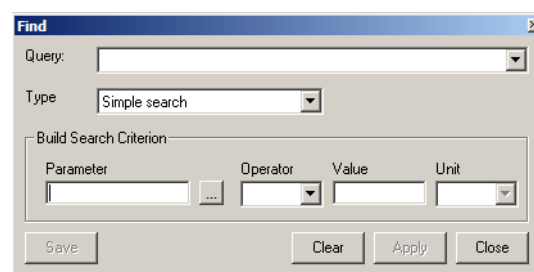 Find
Query:
Type Simple search
Build Search Criterion
Parameter Operator Value Unit
...
Save Clear Apply Close